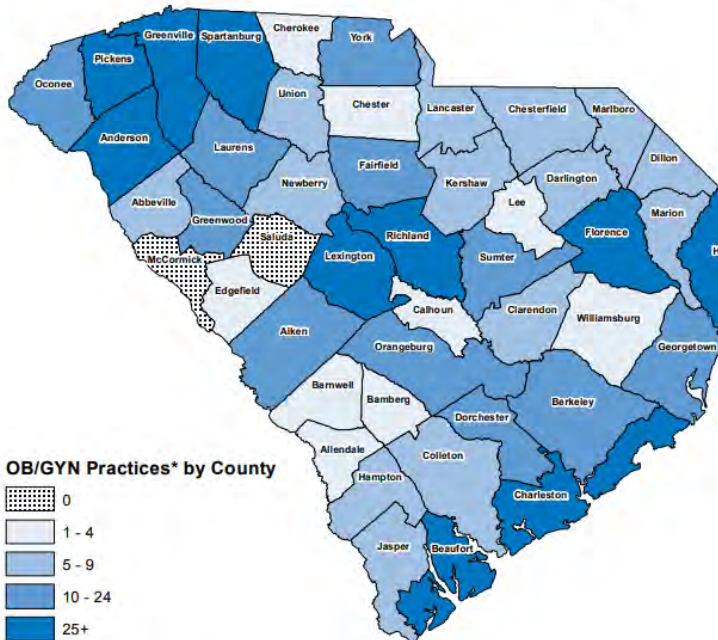 Cherokee
Greenville
Spartanburg
York
Pickens
Oconee
Union
Chester
Lancaster
Chesterfield
Marlboro
Anderson
Laurens
Dillon
Fairfield
Newberry
Kershaw
Darlington
Abbeville
Lee
Greenwood
Marion
Florence
Saluda
Richland
McCormick
Lexington
Sumter
H
Edgefield
Calhoun
Clarendon
Williamsburg
Aiken
Orangeburg
Georgetown
Barnwell
Bamberg
Berkeley
Dorchester
Allendale
Colleton
OB/GYN Practices* by County
Hampton
0
Charleston
1 - 4
Jasper
Beaufort
5 - 9
10 - 24
25+